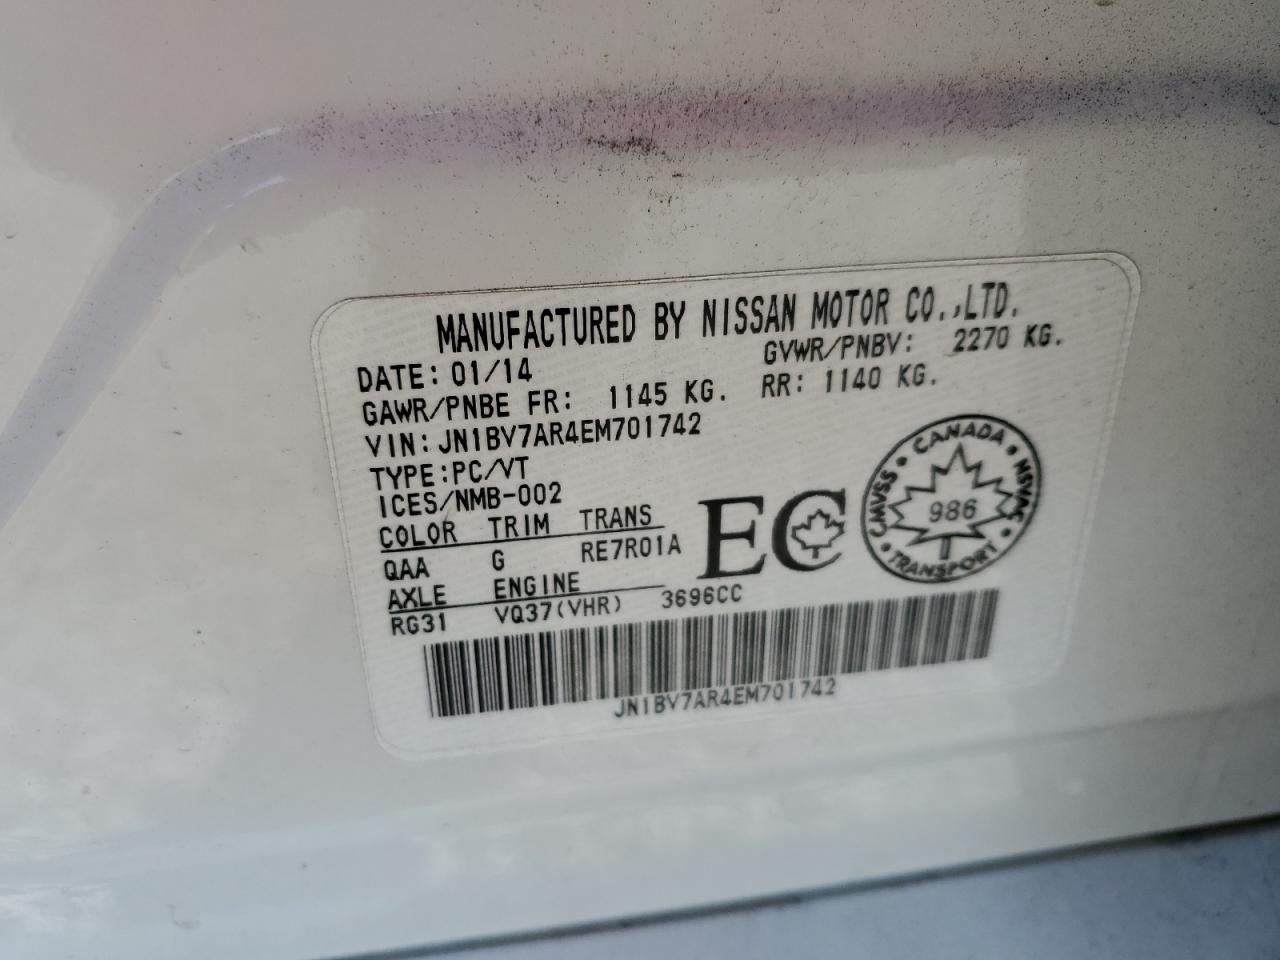 MANUFACTURED BY NISSAN MOTOR CO.,LTD.
DATE: 01/14 GVWR/PNBV: 2270 KG.
GAWR/PNBE FR: 1145 KG. RR: 1140 KG.
VIN: JN1BV7AR4EM701742
TYPE:PC/VT
ICES/NMB-002
COLOR TRIM TRANS
QAA G RE7R01A
AXLE ENGINE
RG31 VQ37(VHR) 3696CC
EC
CANADA
CMVSS 986 NSVAC
TRANSPORT
JN1BV7AR4EM701742